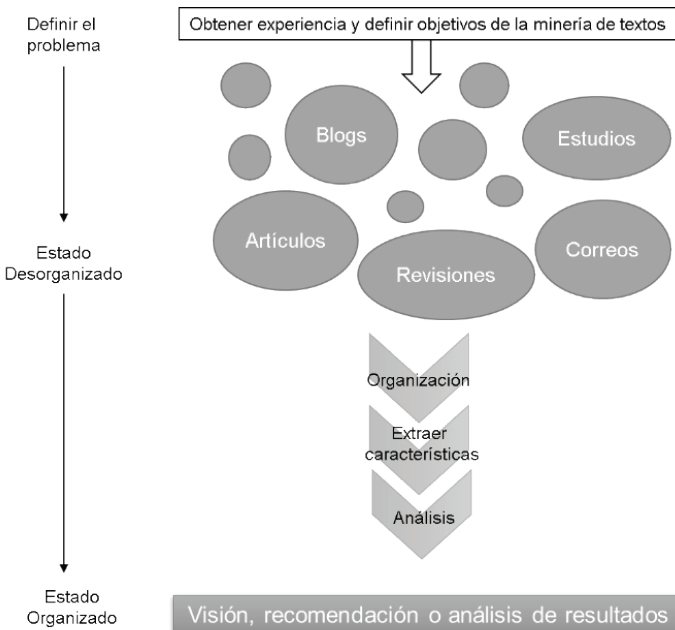 Definir el
problema
Obtener experiencia y definir objetivos de la minería de textos
Blogs
Estudios
Artículos
Revisiones
Correos
Estado
Desorganizado
Organización
Extraer
características
Análisis
Estado
Organizado
Visión, recomendación o análisis de resultados